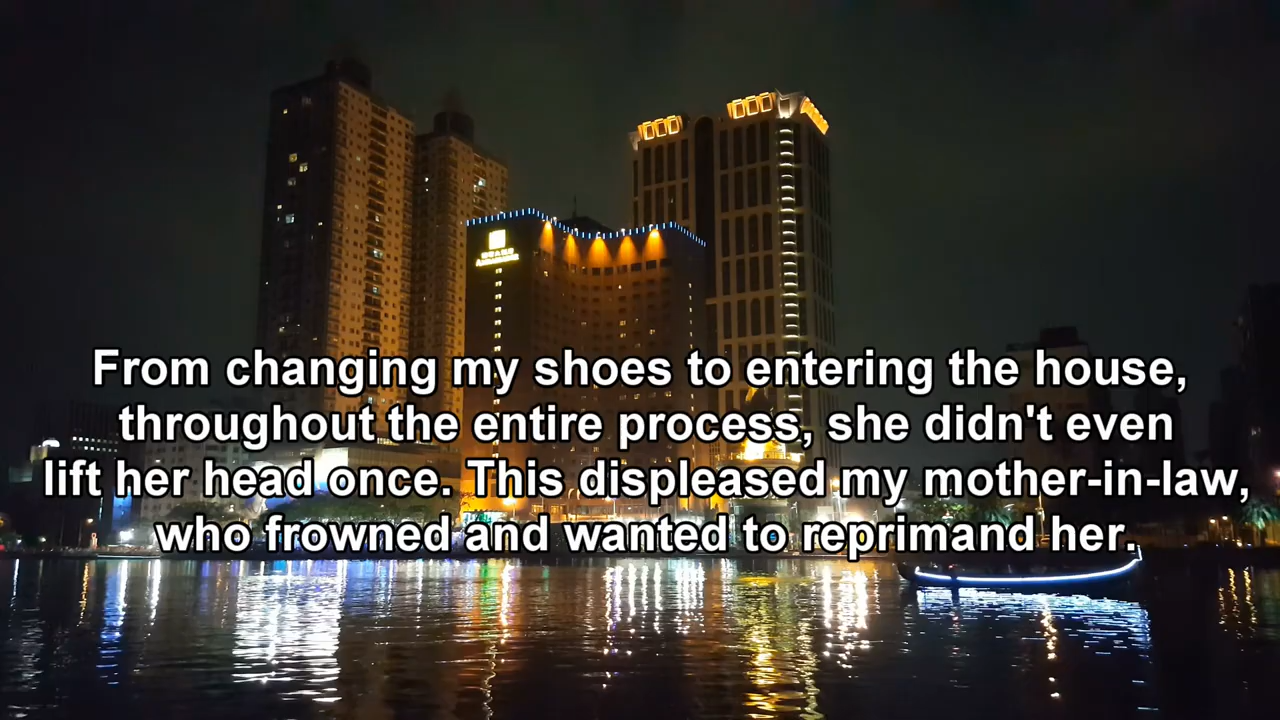 From changing my shoes to entering the house,
throughout the entire process, she didn't even
lift her head once. This displeased my mother-in-law,
who frowned and wanted to reprimand her.